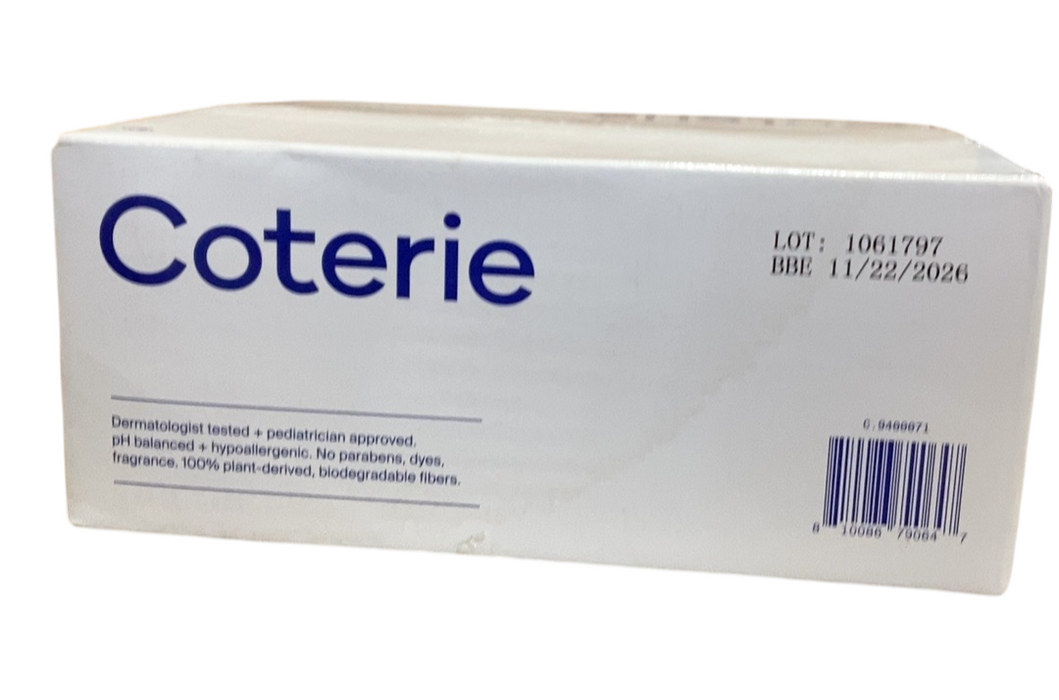 Coterie
LOT: 1061797
BBE 11/22/2026
Dermatologist tested + pediatrician approved,
pH balanced + hypoallergenic. No parabens, dyes,
fragrance. 100% plant-derived, biodegradable fibers.
8 10086 79064 7